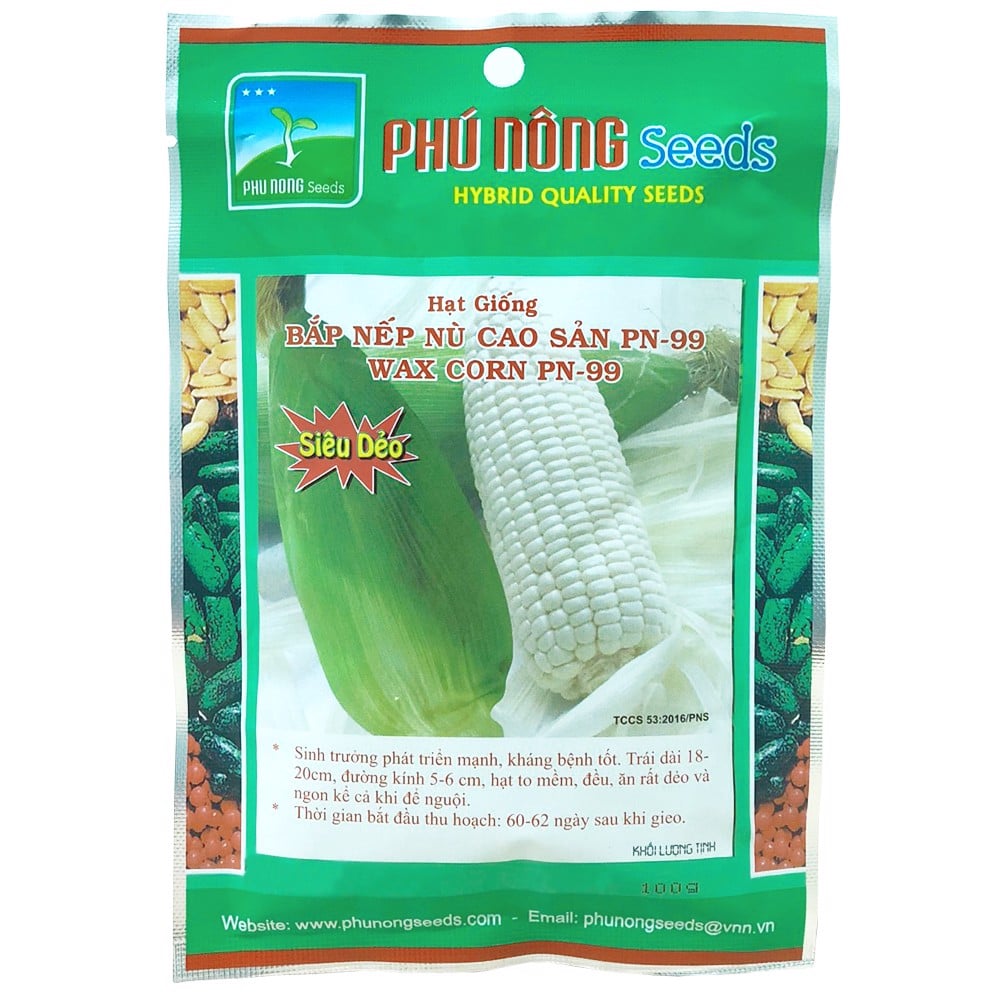 PHU NONG Seeds
PHÚ NÔNG Seeds
HYBRID QUALITY SEEDS
Hạt Giống
BẮP NẾP NÙ CAO SẢN PN-99
WAX CORN PN-99
Siêu Dẻo
TCCS 53:2016/PNS
* Sinh trưởng phát triển mạnh, kháng bệnh tốt. Trái dài 18-
20cm, đường kính 5-6 cm, hạt to mềm, đều, ăn rất dẻo và
ngon kể cả khi để nguội.
* Thời gian bắt đầu thu hoạch: 60-62 ngày sau khi gieo.
KHỐI LƯỢNG TỊNH
100g
Website: www.phunongseeds.com - Email: phunongseeds@vnn.vn